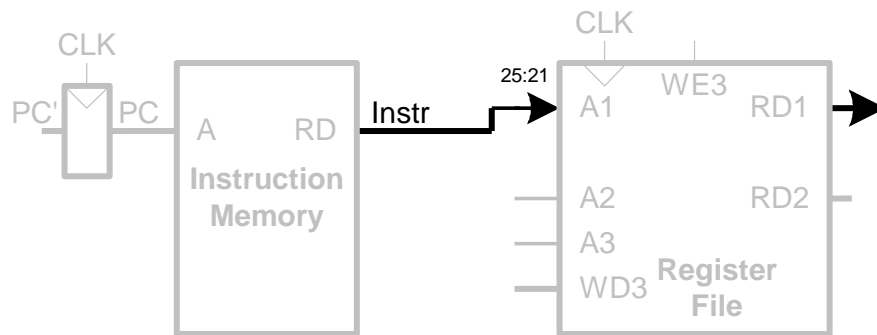 CLK
CLK
25:21
PC'
PC
A
RD
Instr
A1
WE3
RD1
Instruction
Memory
A2
RD2
A3
WD3
Register
File